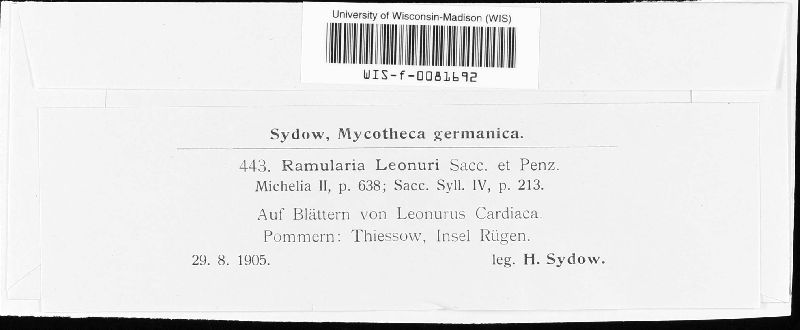 University of Wisconsin-Madison (WIS)
WIS-f-0081692
Sydow, Mycotheca germanica.
443. Ramularia Leonuri Sacc. et Penz.
Michelia II, p. 638; Sacc. Syll. IV, p. 213.
Auf Blättern von Leonurus Cardiaca.
Pommern: Thiessow, Insel Rügen.
29. 8. 1905. leg. H. Sydow.